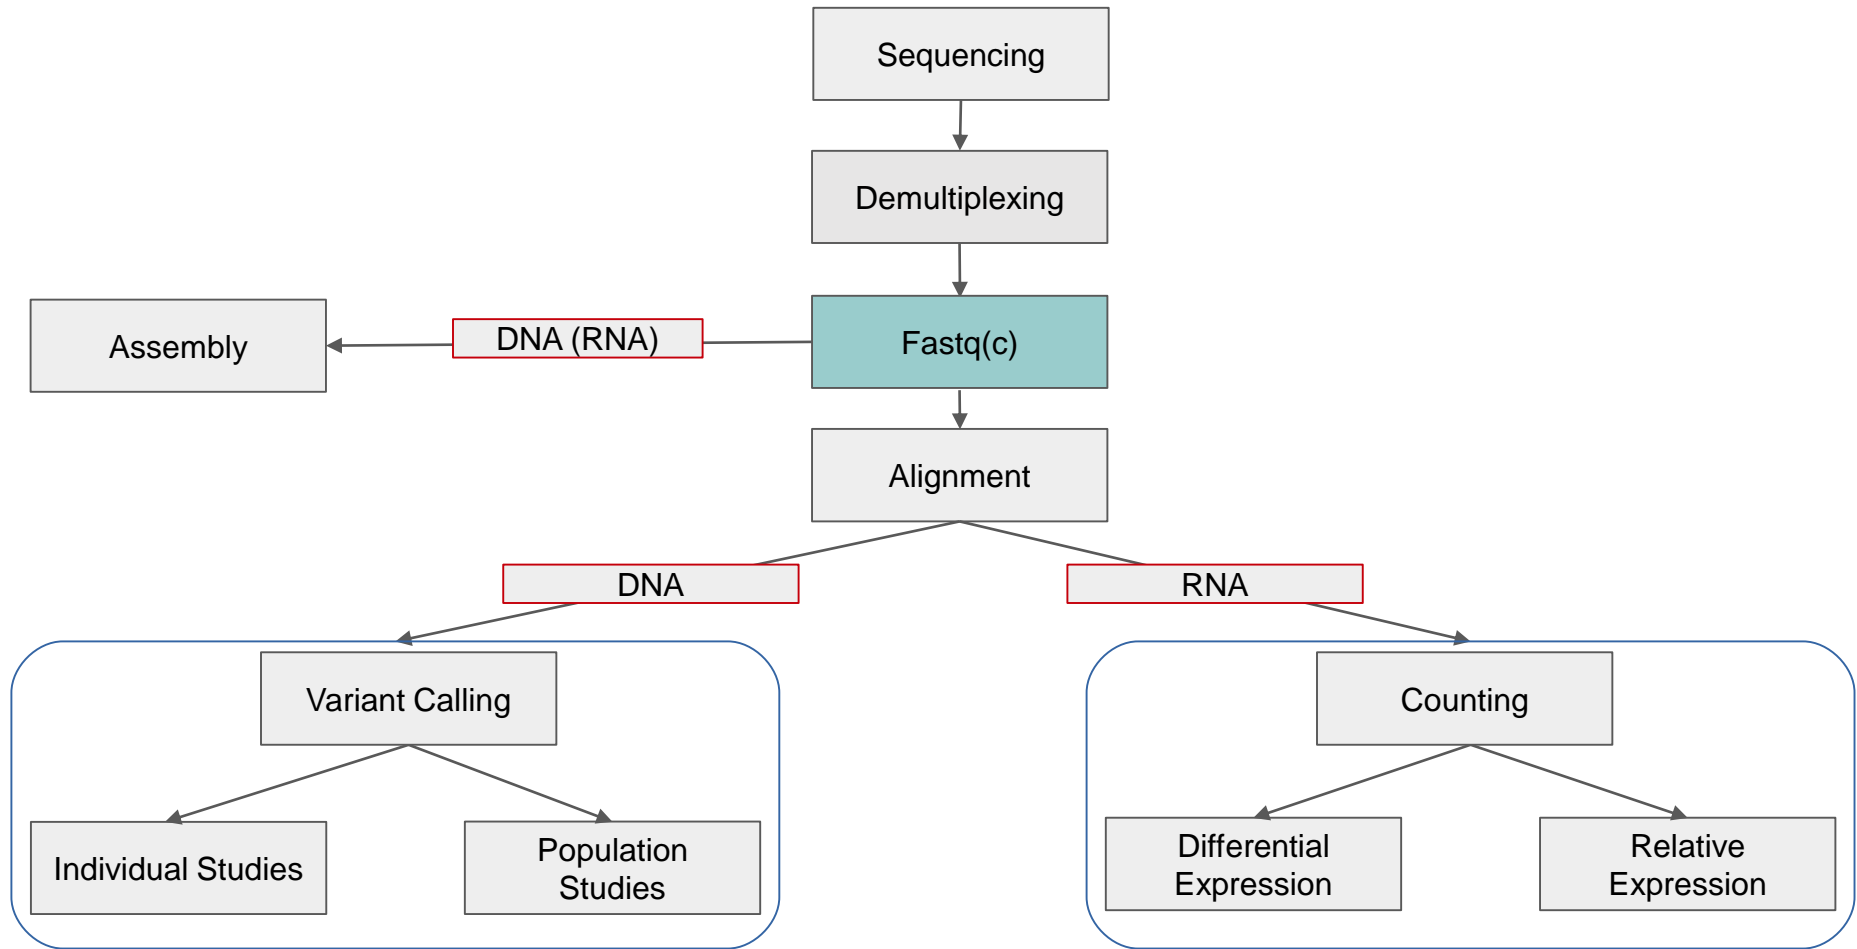 Sequencing
Demultiplexing
Assembly
DNA (RNA)
Fastq(c)
Alignment
DNA
RNA
Variant Calling
Counting
Individual Studies
Population
Studies
Differential
Expression
Relative
Expression